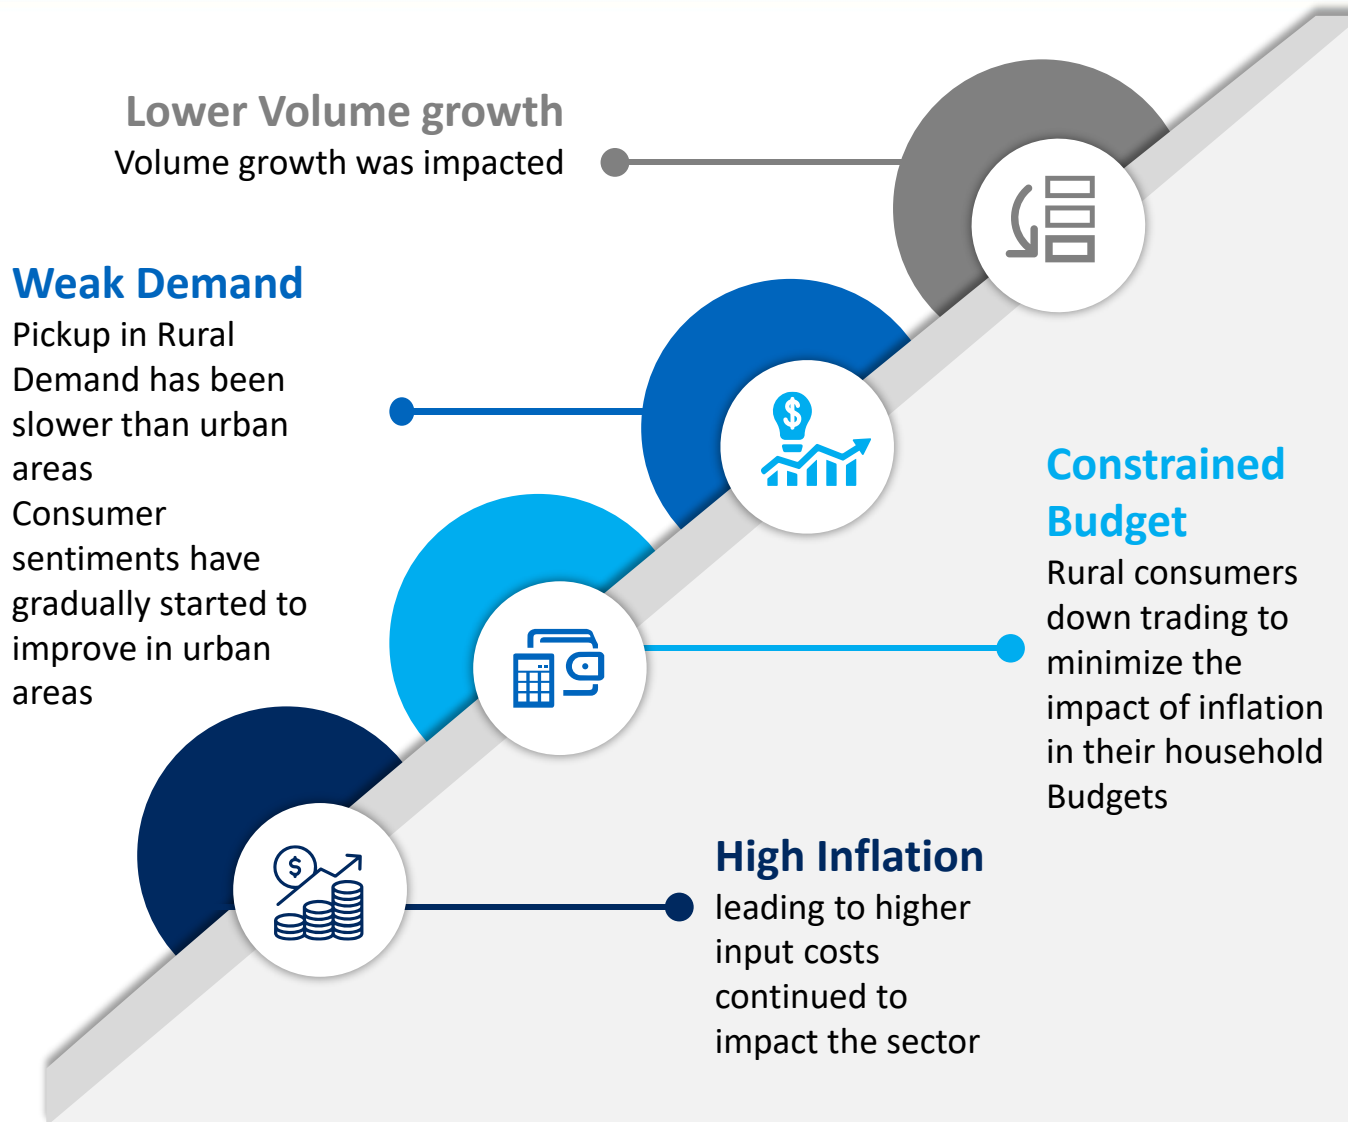 Lower Volume growth
Volume growth was impacted
Weak Demand
Pickup in Rural
Demand has been
slower than urban
areas
Consumer
sentiments have
gradually started to
improve in urban
areas
Constrained
Budget
Rural consumers
down trading to
minimize the
impact of inflation
in their household
Budgets
High Inflation
leading to higher
input costs
continued to
impact the sector
$
$